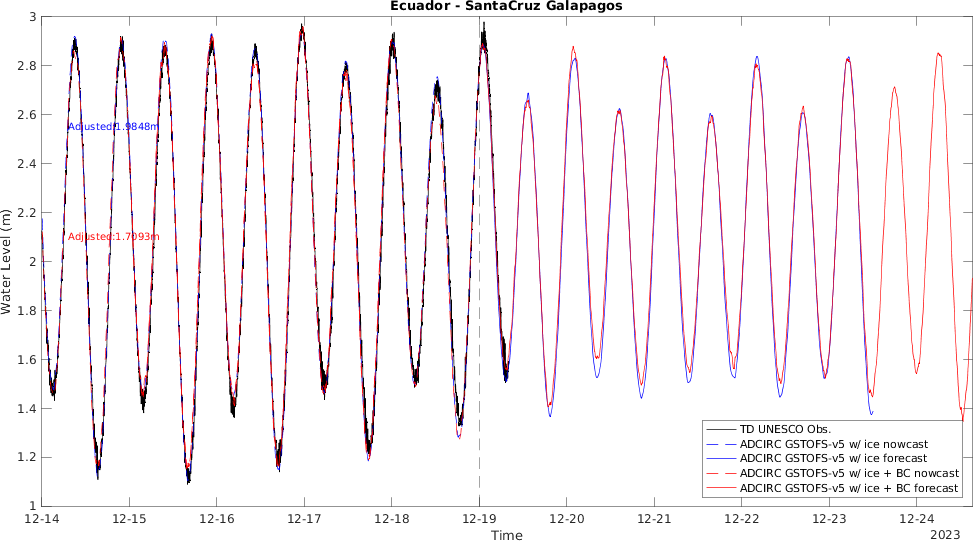 Ecuador - SantaCruz Galapagos
3
2.8
2.6
2.4
2.2
2
1.8
1.6
1.4
1.2
1
Water Level (m)
Adjusted:1.9848m
Adjusted:1.7093m
TD UNESCO Obs.
ADCIRC GSTOFS-v5 w/ ice nowcast
ADCIRC GSTOFS-v5 w/ ice forecast
ADCIRC GSTOFS-v5 w/ ice + BC nowcast
ADCIRC GSTOFS-v5 w/ ice + BC forecast
12-14 12-15 12-16 12-17 12-18 12-19 12-20 12-21 12-22 12-23 12-24
2023
Time